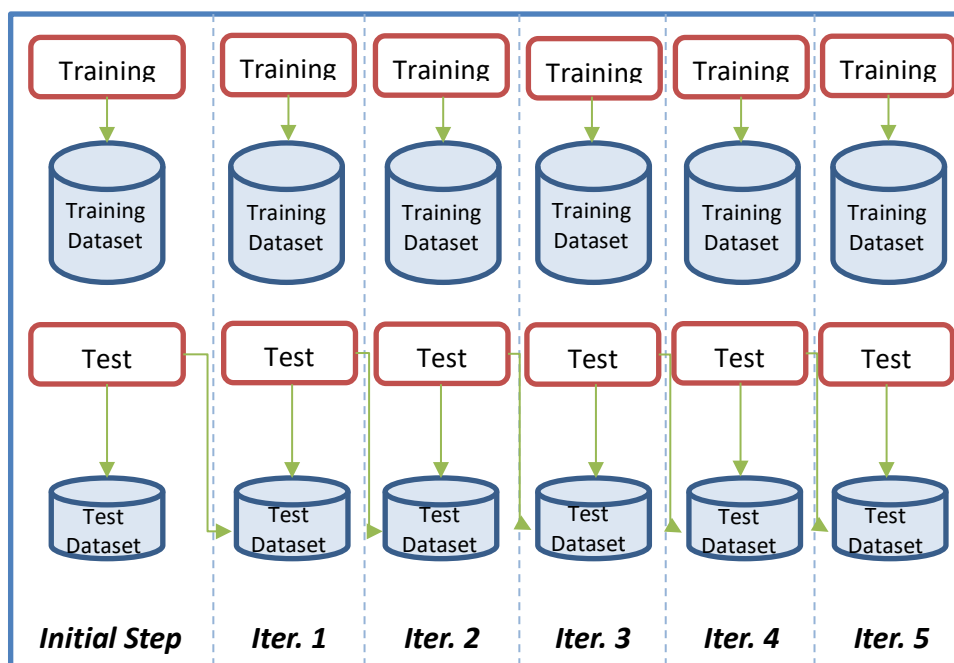 Training Training Training Training Training Training
Training Training Training Training Training Training
Dataset Dataset Dataset Dataset Dataset Dataset
Test Test Test Test Test Test
Test Test Test Test Test Test
Dataset Dataset Dataset Dataset Dataset Dataset
Initial Step Iter. 1 Iter. 2 Iter. 3 Iter. 4 Iter. 5